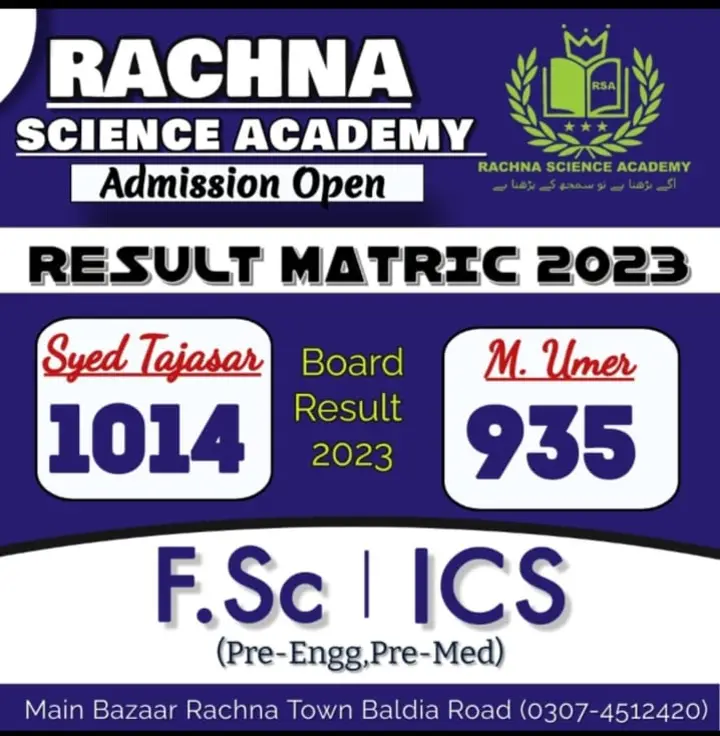 RACHNA
SCIENCE ACADEMY
Admission Open
RSA
RACHNA SCIENCE ACADEMY
آگے بڑھنا ہے تو سمجھ کے پڑھنا ہے
RESULT MATRIC 2023
Syed Tajasar
1014
Board
Result
2023
M. Umer
935
F.Sc | ICS
(Pre-Engg,Pre-Med)
Main Bazaar Rachna Town Baldia Road (0307-4512420)